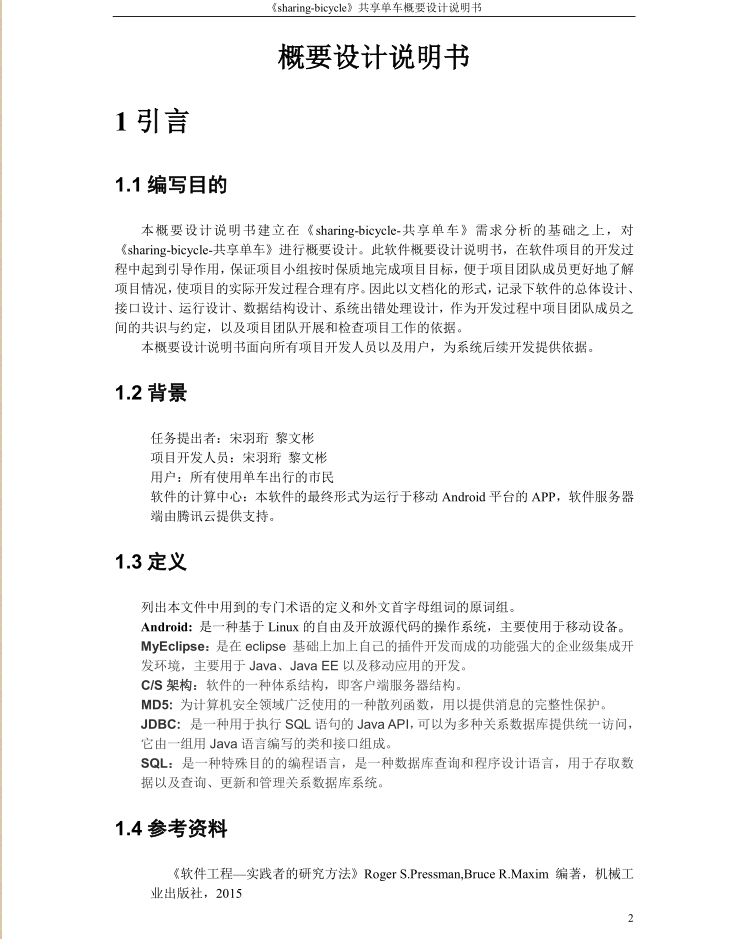 《sharing-bicycle》共享单车概要设计说明书
概要设计说明书
1 引言
1.1 编写目的
本概要设计说明书建立在《sharing-bicycle-共享单车》需求分析的基础之上，对
《sharing-bicycle-共享单车》进行概要设计。此软件概要设计说明书，在软件项目的开发过
程中起到引导作用，保证项目小组按时保质地完成项目目标，便于项目团队成员更好地了解
项目情况，使项目的实际开发过程合理有序。因此以文档化的形式，记录下软件的总体设计、
接口设计、运行设计、数据结构设计、系统出错处理设计，作为开发过程中项目团队成员之
间的共识与约定，以及项目团队开展和检查项目工作的依据。
本概要设计说明书面向所有项目开发人员以及用户，为系统后续开发提供依据。
1.2 背景
任务提出者：宋羽珩 黎文彬
项目开发人员：宋羽珩 黎文彬
用户：所有使用单车出行的市民
软件的计算中心：本软件的最终形式为运行于移动 Android 平台的 APP，软件服务器
端由腾讯云提供支持。
1.3 定义
列出本文件中用到的专门术语的定义和外文首字母组词的原词组。
Android: 是一种基于 Linux 的自由及开放源代码的操作系统，主要使用于移动设备。
MyEclipse：是在 eclipse 基础上加上自己的插件开发而成的功能强大的企业级集成开
发环境，主要用于 Java、Java EE 以及移动应用的开发。
C/S 架构：软件的一种体系结构，即客户端服务器结构。
MD5: 为计算机安全领域广泛使用的一种散列函数，用以提供消息的完整性保护。
JDBC: 是一种用于执行 SQL 语句的 Java API，可以为多种关系数据库提供统一访问，
它由一组用 Java 语言编写的类和接口组成。
SQL：是一种特殊目的的编程语言，是一种数据库查询和程序设计语言，用于存取数
据以及查询、更新和管理关系数据库系统。
1.4 参考资料
《软件工程—实践者的研究方法》Roger S.Pressman,Bruce R.Maxim 编著，机械工
业出版社，2015
2